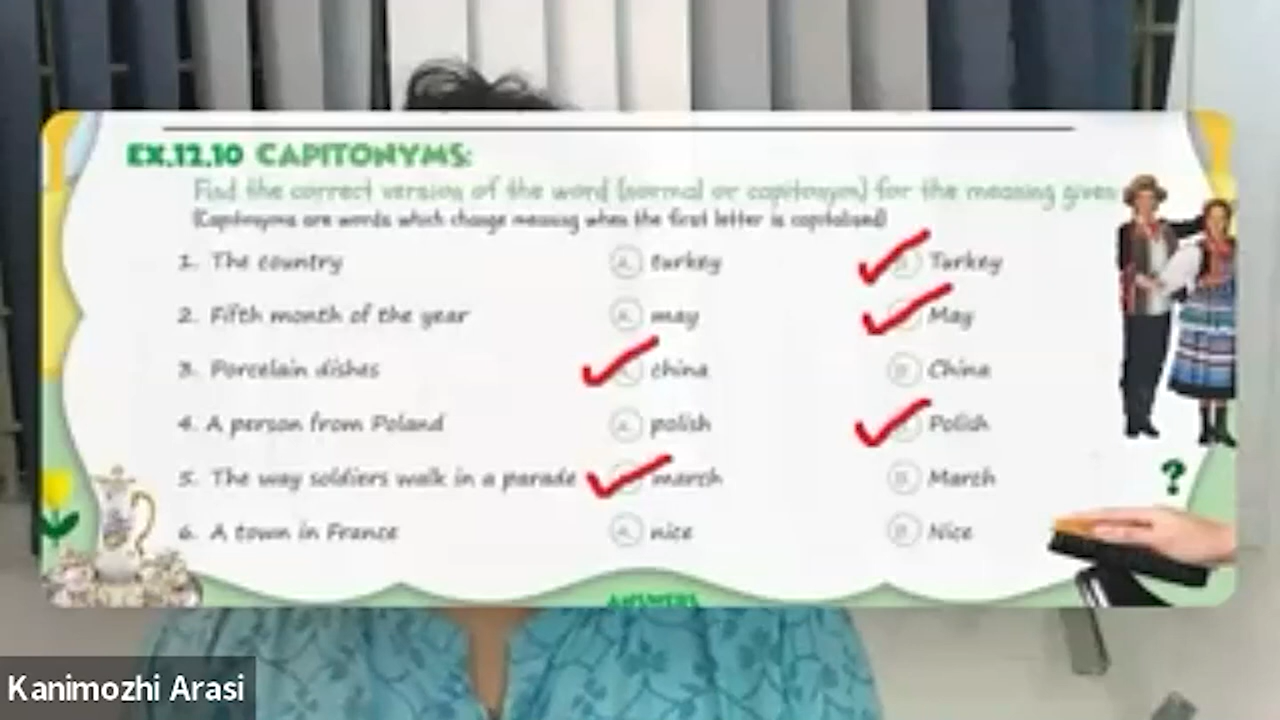 EX.12.10 CAPITONYMS:
Find the correct version of the word (normal or capitonym) for the meaning given
(Capitonyms are words which change meaning when the first letter is capitalised)
1. The country A. turkey Turkey
2. Fifth month of the year A. may May
3. Porcelain dishes china B. China
4. A person from Poland A. polish Polish
5. The way soldiers walk in a parade march B. March
6. A town in France A. nice B. Nice
?
ANSWERS
Kanimozhi Arasi